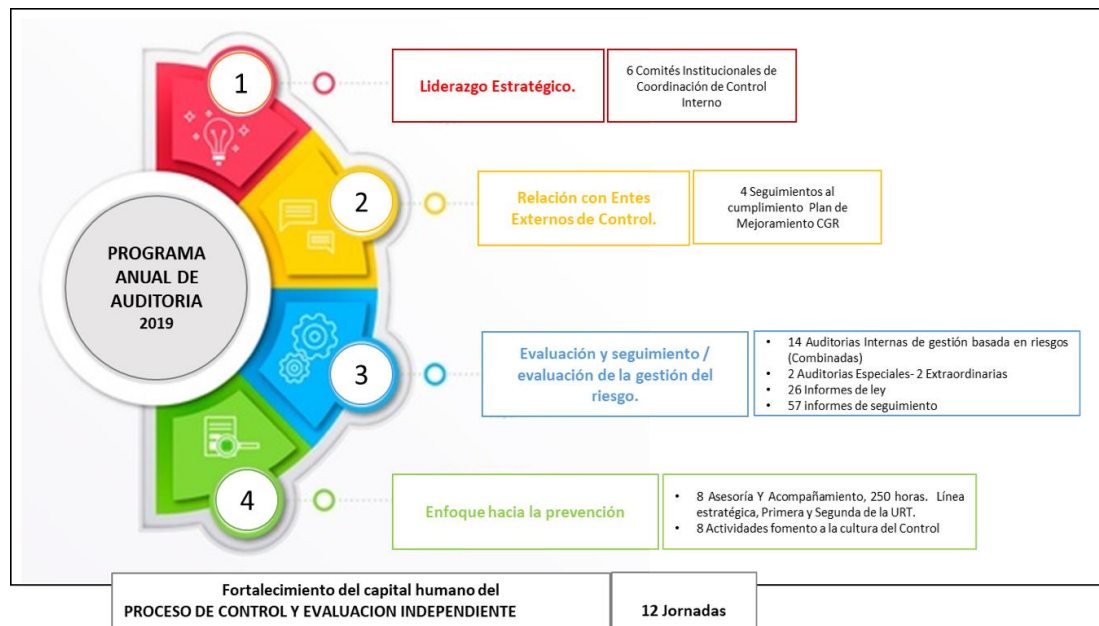 PROGRAMA
ANUAL DE
AUDITORIA
2019
1
Liderazgo Estratégico.
6 Comités Institucionales de
Coordinación de Control
Interno
2
Relación con Entes
Externos de Control.
4 Seguimientos al
cumplimiento Plan de
Mejoramiento CGR
3
Evaluación y seguimiento /
evaluación de la gestión del
riesgo.
• 14 Auditorias Internas de gestión basada en riesgos
(Combinadas)
• 2 Auditorias Especiales- 2 Extraordinarias
• 26 Informes de ley
• 57 informes de seguimiento
4
Enfoque hacia la prevención
• 8 Asesoría Y Acompañamiento, 250 horas. Línea
estratégica, Primera y Segunda de la URT.
• 8 Actividades fomento a la cultura del Control
Fortalecimiento del capital humano del
PROCESO DE CONTROL Y EVALUACION INDEPENDIENTE
12 Jornadas